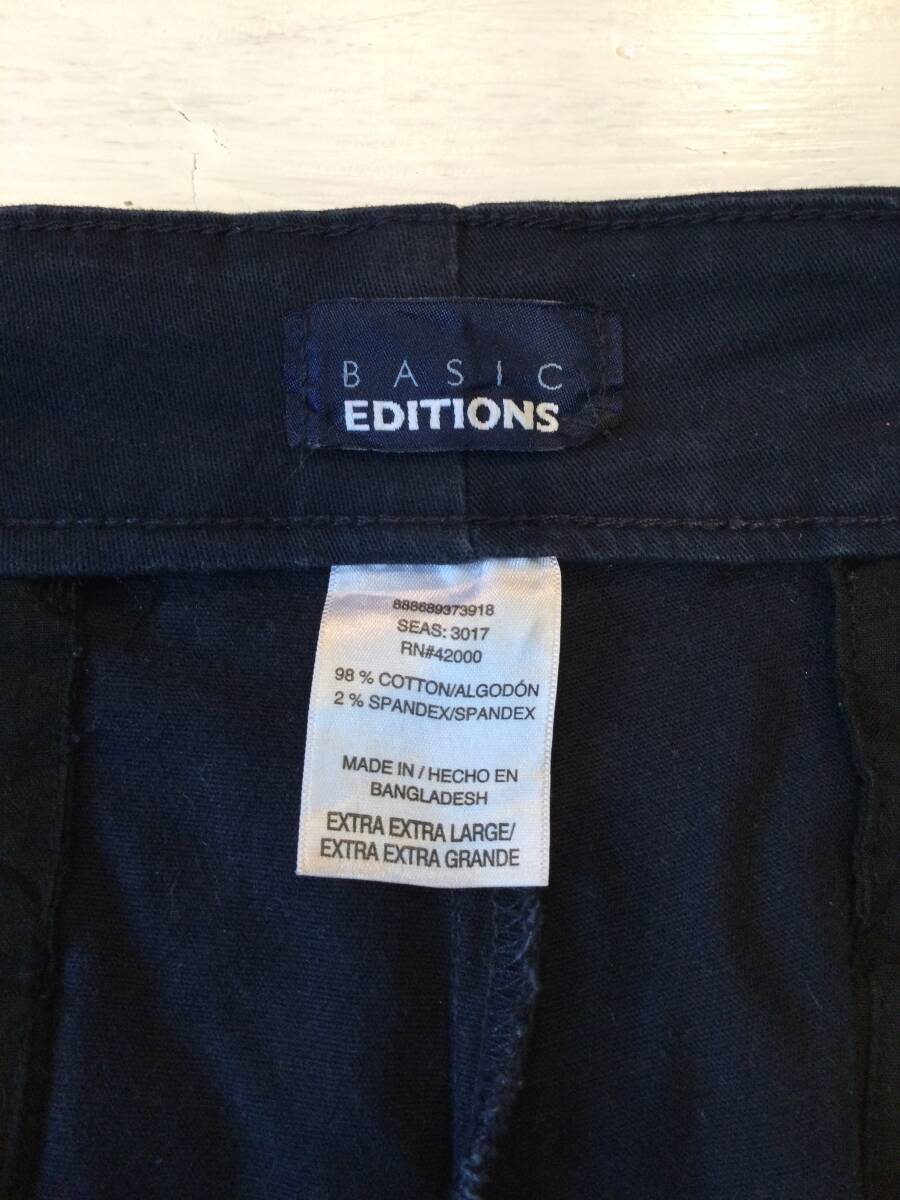 BASIC
EDITIONS
888689373918
SEAS: 3017
RN#42000
98 % COTTON/ALGODÓN
2 % SPANDEX/SPANDEX
MADE IN / HECHO EN
BANGLADESH
EXTRA EXTRA LARGE/
EXTRA EXTRA GRANDE